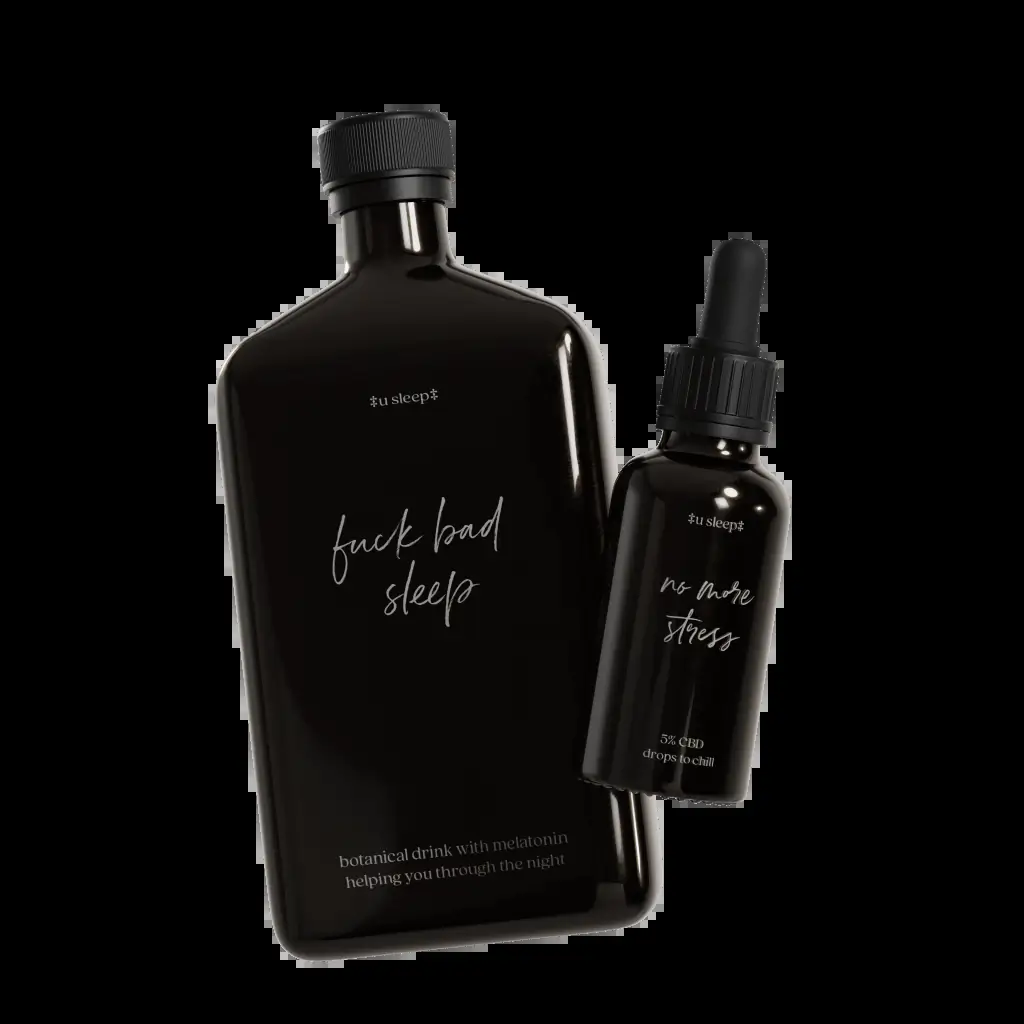 ‡u sleep‡
fuck bad
sleep
botanical drink with melatonin
helping you through the night
‡u sleep‡
no more
stress
5% CBD
drops to chill